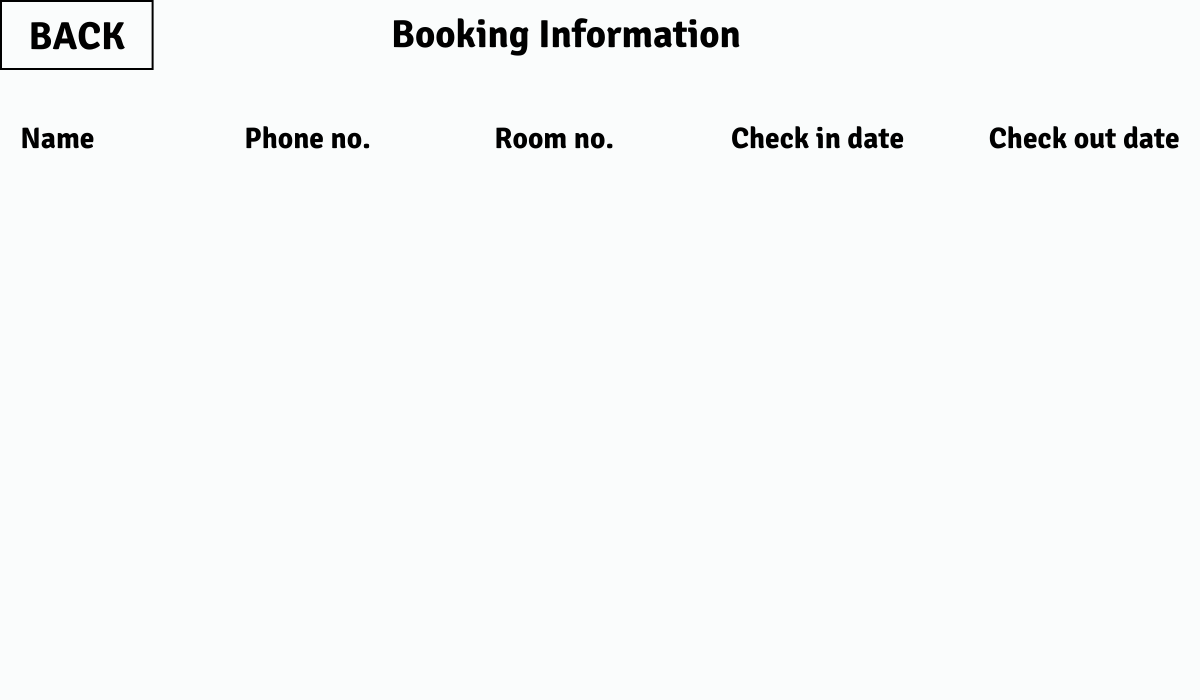 BACK
Booking Information
Name Phone no. Room no. Check in date Check out date